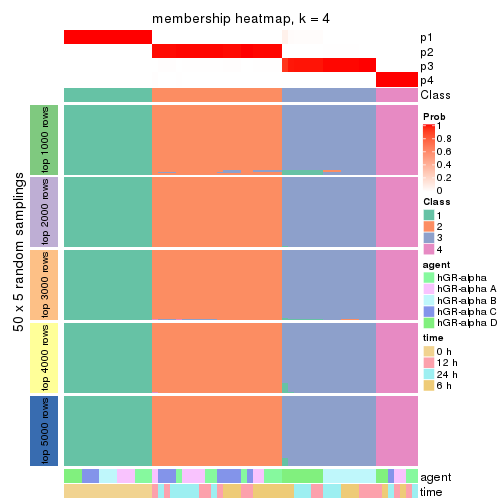 membership heatmap, k = 4
p1
p2
p3
p4
Class
50 x 5 random samplings
top 1000 rows
top 2000 rows
top 3000 rows
top 4000 rows
top 5000 rows
agent
time
Prob
1
0.8
0.6
0.4
0.2
0
Class
1
2
3
4
agent
hGR-alpha
hGR-alpha A
hGR-alpha B
hGR-alpha C
hGR-alpha D
time
0 h
12 h
24 h
6 h